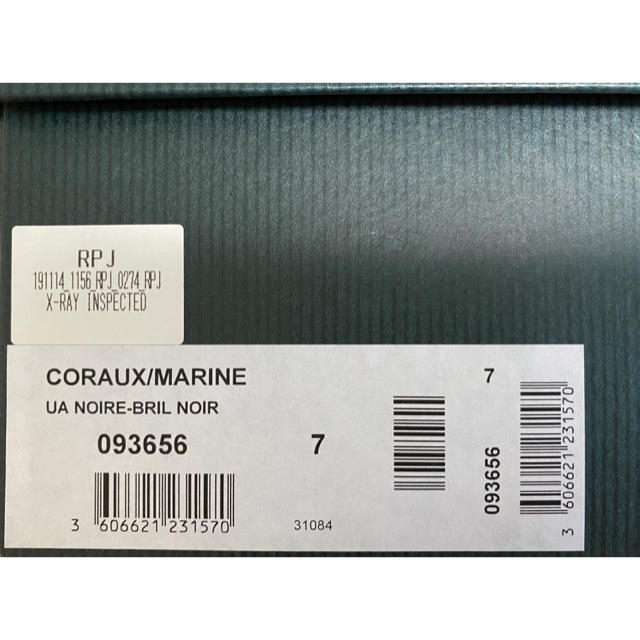 RPJ
191114_1156_RPJ_0274_RPJ
X-RAY INSPECTED
CORAUX/MARINE
UA NOIRE-BRIL NOIR
093656
7
3 606621 231570
31084
7
093656
3 606621 231570